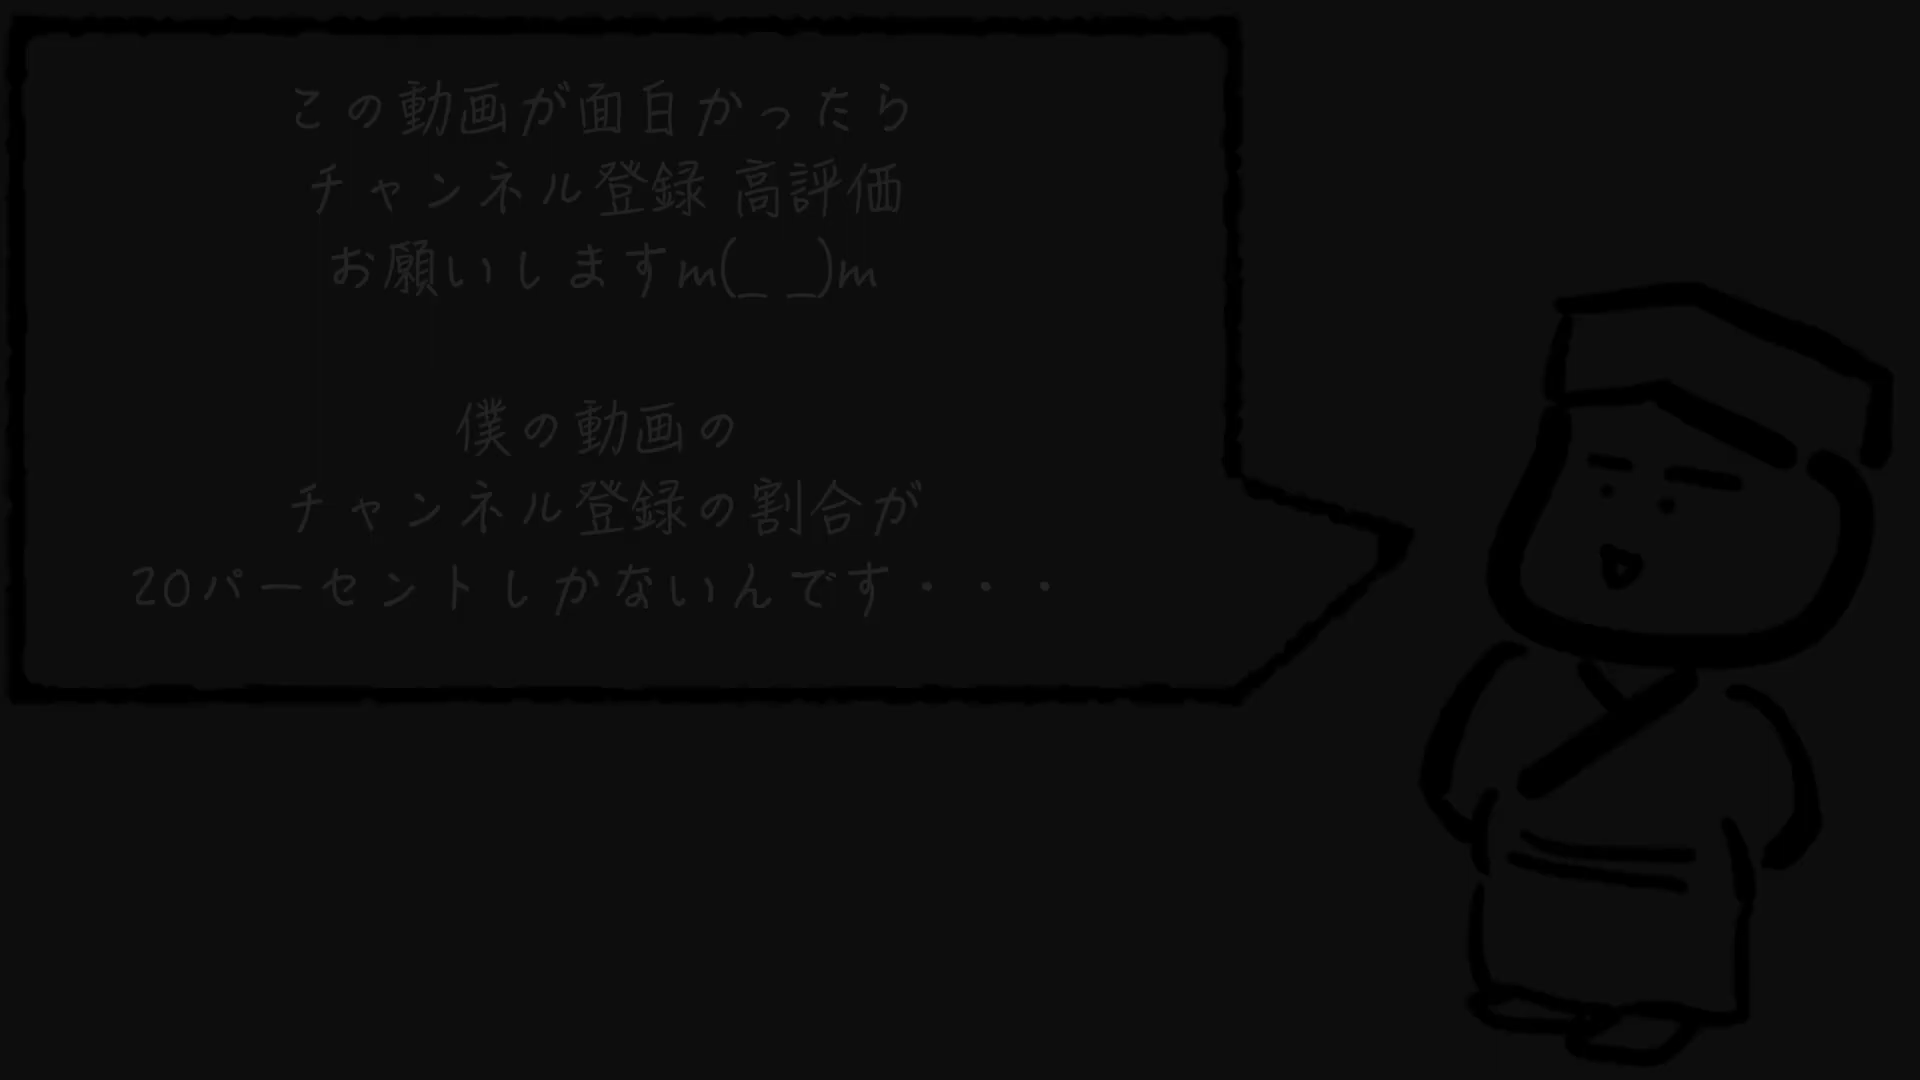 この動画が面白かったら
チャンネル登録 高評価
お願いしますm(_ _)m
僕の動画の
チャンネル登録の割合が
20パーセントしかないんです・・・